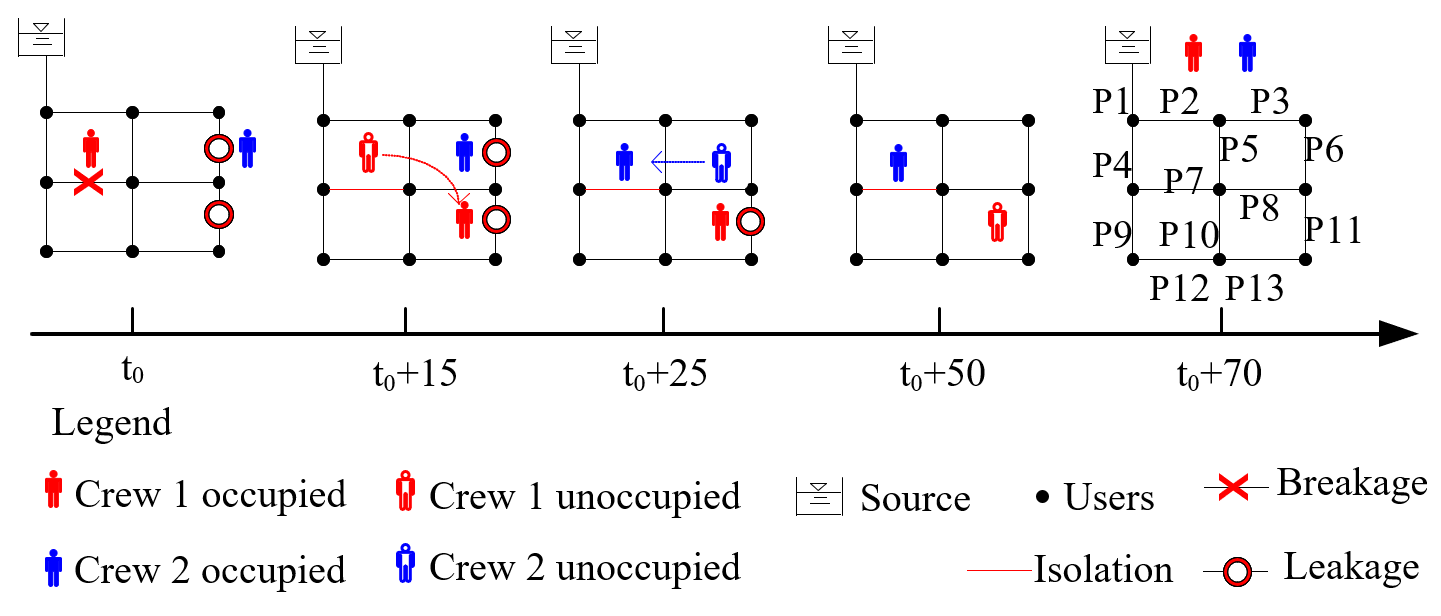 P1 P2 P3
P4 P5 P6
P7
P8
P9 P10 P11
P12 P13
t0 t0+15 t0+25 t0+50 t0+70
Legend
Crew 1 occupied Crew 1 unoccupied Source Users Breakage
Crew 2 occupied Crew 2 unoccupied Isolation Leakage